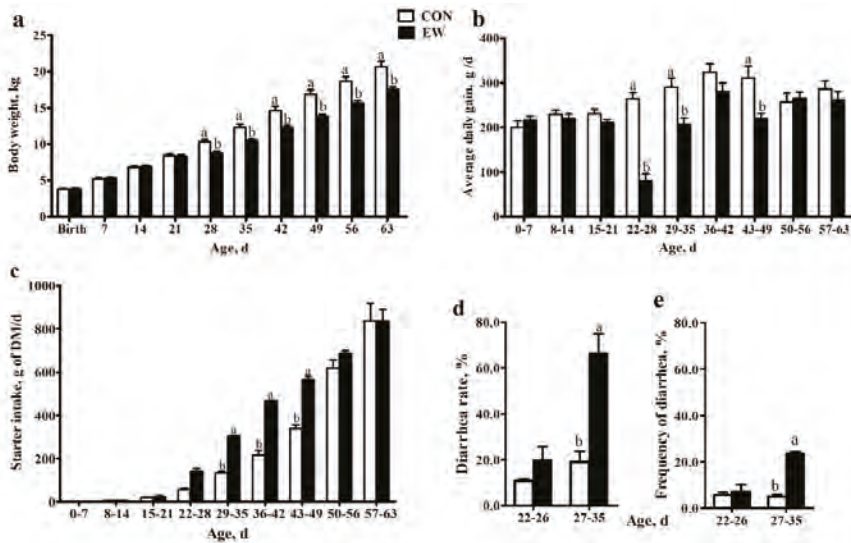 a
CON
EW
Body weight, kg
25
20
15
10
5
0
a a a a a a
b b b b b b
Birth 7 14 21 28 35 42 49 56 63
Age, d
b
Average daily gain, g /d
400
300
200
100
0
a a a
b b b
0-7 8-14 15-21 22-28 29-35 36-42 43-49 50-56 57-63
Age, d
c
Starter intake, g of DM/d
1000
800
600
400
200
0
a a a
b b b
0-7 8-14 15-21 22-28 29-35 36-42 43-49 50-56 57-63
Age, d
d
Diarrhea rate, %
80.0
60.0
40.0
20.0
0.0
a
b
22-26 27-35
Age, d
e
Frequency of diarrhea, %
80.0
60.0
40.0
20.0
0.0
a
b
22-26 27-35